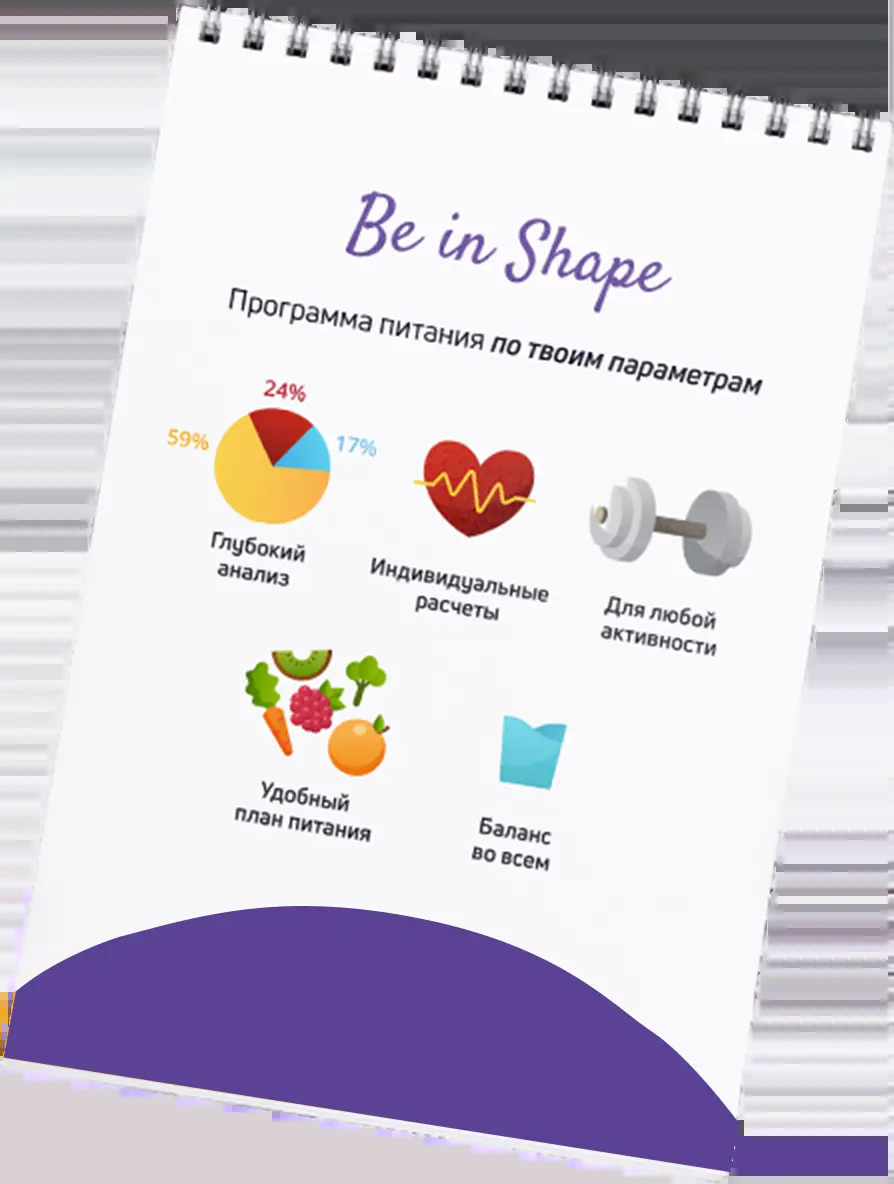 Be in Shape
Программа питания по твоим параметрам
24%
59%
17%
Глубокий
анализ
Индивидуальные
расчеты
Для любой
активности
Удобный
план питания
Баланс
во всем